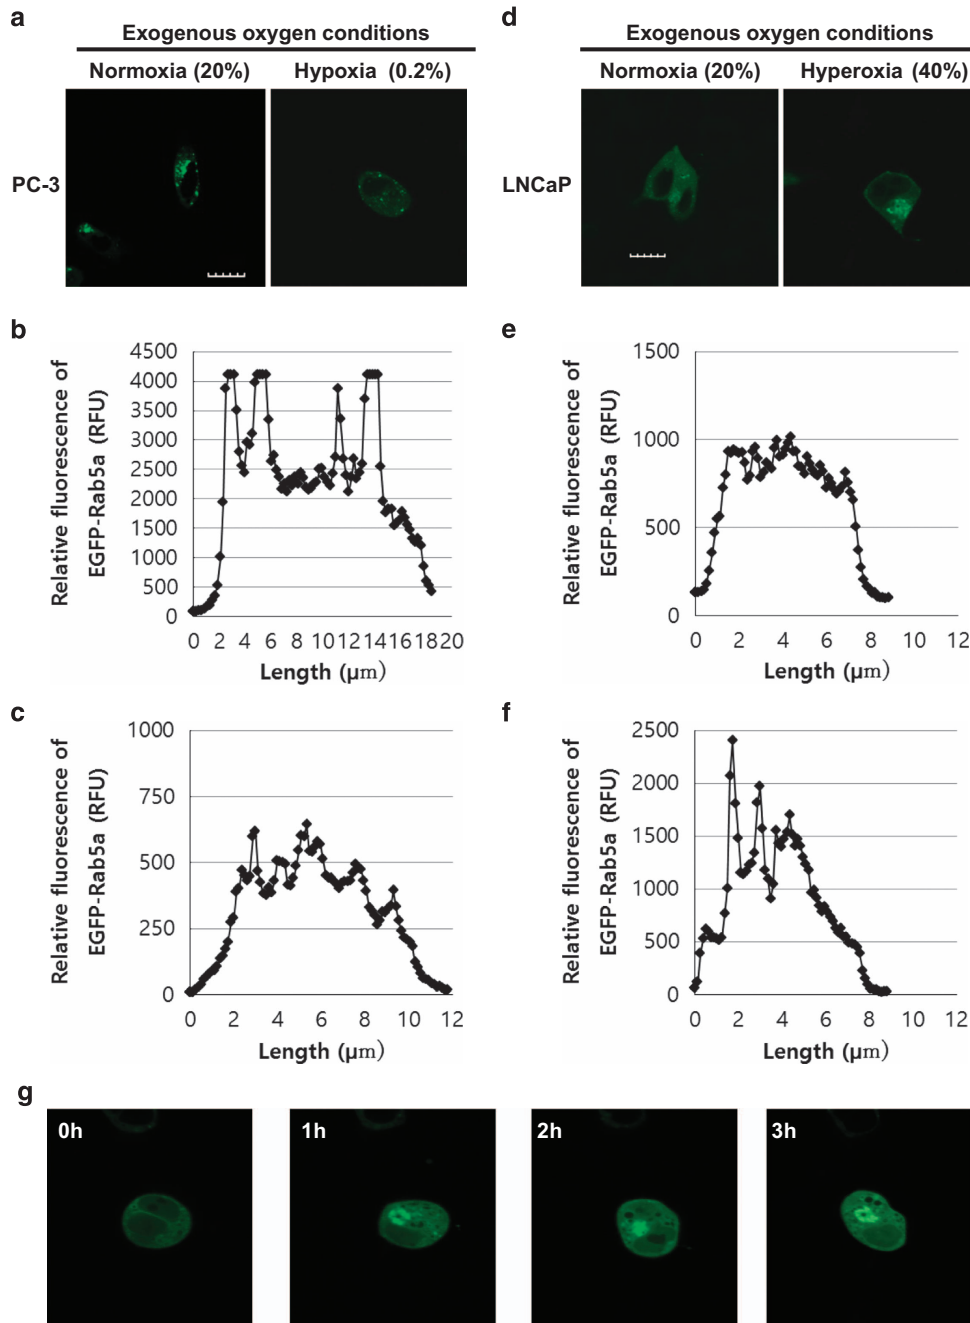 a
Exogenous oxygen conditions
Normoxia (20%) Hypoxia (0.2%)
PC-3
d
Exogenous oxygen conditions
Normoxia (20%) Hyperoxia (40%)
LNCaP
b
Relative fluorescence of
EGFP-Rab5a (RFU)
4500
4000
3500
3000
2500
2000
1500
1000
500
0
0 2 4 6 8 10 12 14 16 18 20
Length (μm)
e
Relative fluorescence of
EGFP-Rab5a (RFU)
1500
1000
500
0
0 2 4 6 8 10 12
Length (μm)
c
Relative fluorescence of
EGFP-Rab5a (RFU)
1000
750
500
250
0
0 2 4 6 8 10 12
Length (μm)
f
Relative fluorescence of
EGFP-Rab5a (RFU)
2500
2000
1500
1000
500
0
0 2 4 6 8 10 12
Length (μm)
g
0h 1h 2h 3h